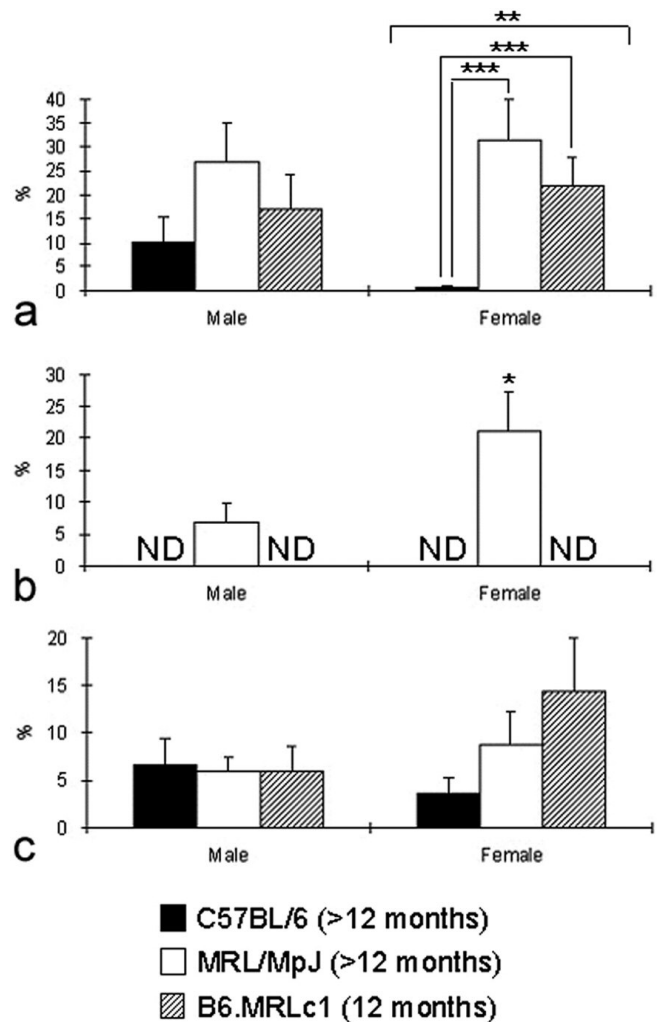 **
***
***
40
35
30
25
20
15
10
5
0
%
Male Female
a
30
25
20
15
10
5
0
%
*
ND ND ND ND
Male Female
b
20
15
10
5
0
%
Male Female
c
C57BL/6 (>12 months)
MRL/MpJ (>12 months)
B6.MRLc1 (12 months)